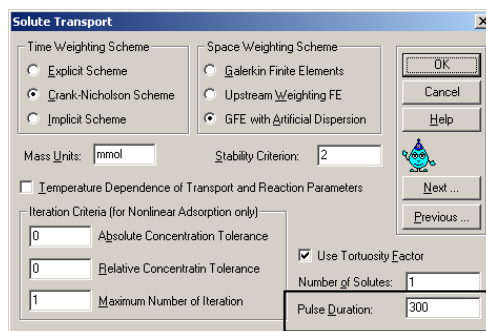 Solute Transport
Time Weighting Scheme
Explicit Scheme
Crank-Nicholson Scheme
Implicit Scheme
Space Weighting Scheme
Galerkin Finite Elements
Upstream Weighting FE
GFE with Artificial Dispersion
OK
Cancel
Help
Next ...
Previous ...
Mass Units: mmol
Stability Criterion: 2
Temperature Dependence of Transport and Reaction Parameters
Iteration Criteria (for Nonlinear Adsorption only)
0 Absolute Concentration Tolerance
0 Relative Concentratin Tolerance
1 Maximum Number of Iteration
Use Tortuosity Factor
Number of Solutes: 1
Pulse Duration: 300